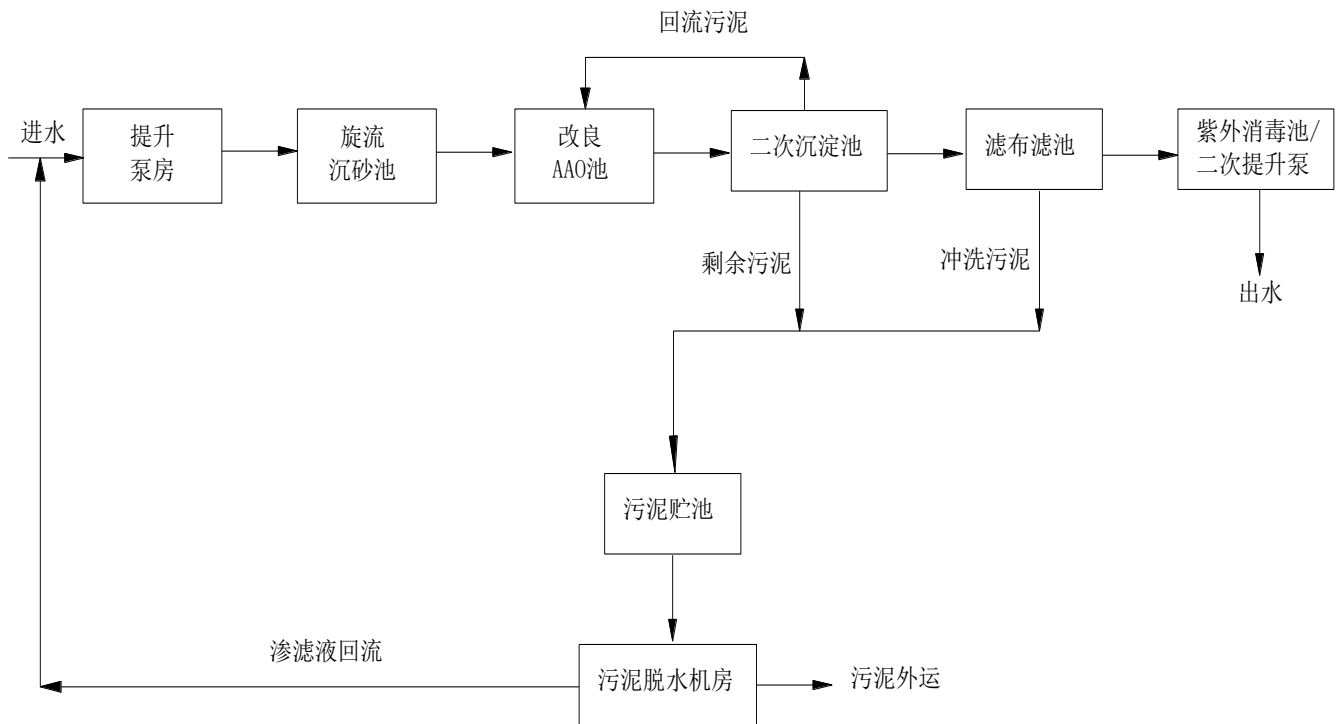 回流污泥
进水
提升
泵房
旋流
沉砂池
改良
AAO池
二次沉淀池
滤布滤池
紫外消毒池/
二次提升泵
剩余污泥
冲洗污泥
出水
污泥贮池
渗滤液回流
污泥脱水机房
污泥外运